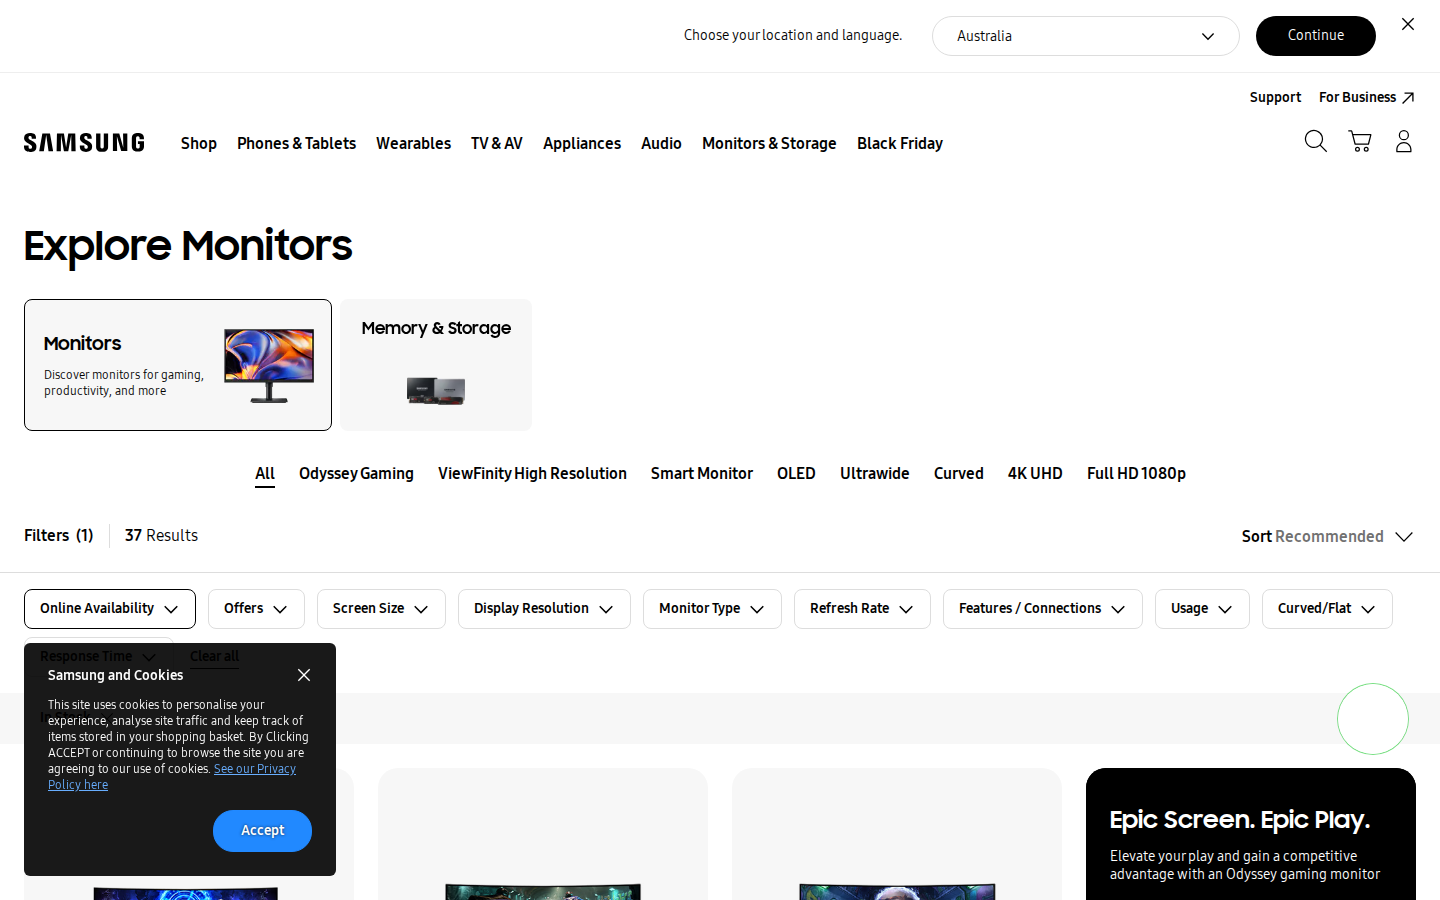 Choose your location and language.
Australia
Continue
Support
For Business
SAMSUNG
Shop
Phones & Tablets
Wearables
TV & AV
Appliances
Audio
Monitors & Storage
Black Friday
Explore Monitors
Monitors
Discover monitors for gaming,
productivity, and more
Memory & Storage
All
Odyssey Gaming
ViewFinity High Resolution
Smart Monitor
OLED
Ultrawide
Curved
4K UHD
Full HD 1080p
Filters (1)
37 Results
Sort Recommended
Online Availability
Offers
Screen Size
Display Resolution
Monitor Type
Refresh Rate
Features / Connections
Usage
Curved/Flat
Response Time
Clear all
Samsung and Cookies
This site uses cookies to personalise your
experience, analyse site traffic and keep track of
items stored in your shopping basket. By Clicking
ACCEPT or continuing to browse the site you are
agreeing to our use of cookies. See our Privacy
Policy here
Accept
Epic Screen. Epic Play.
Elevate your play and gain a competitive
advantage with an Odyssey gaming monitor